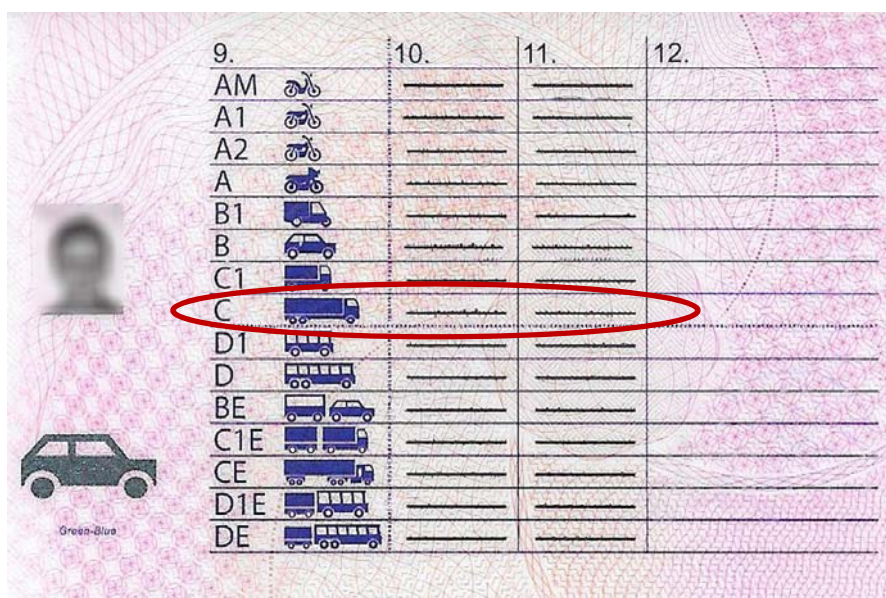 9. 10. 11. 12.
AM
A1
A2
A
B1
B
C1
C
D1
D
BE
C1E
CE
D1E
DE
Green-Blue